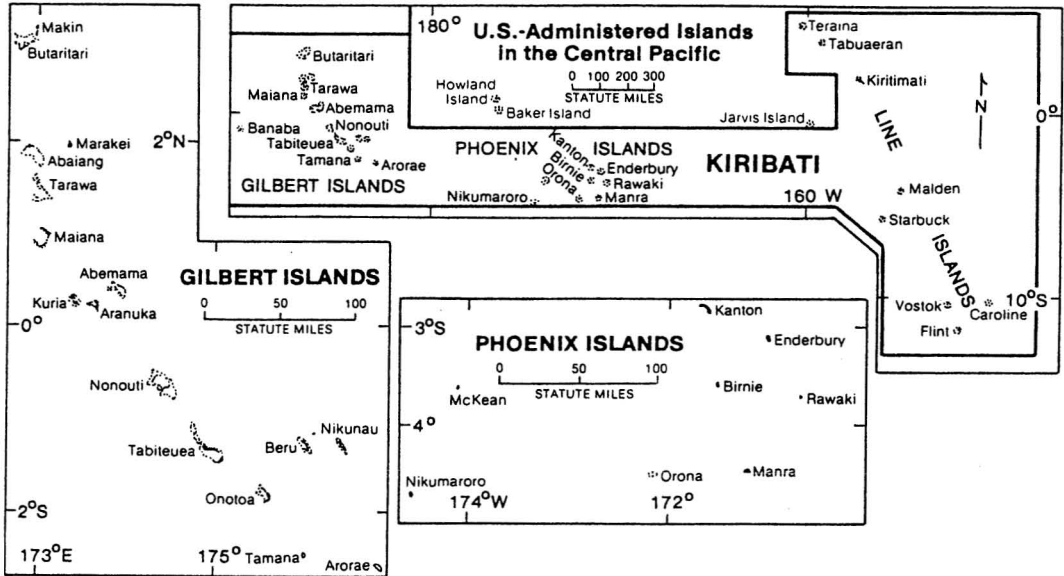 Makin
Butaritari
Marakei
2°N
Abaiang
Tarawa
Maiana
Abemama
Kuria
Aranuka
0°
Nonouti
Tabiteuea
Beru
Nikunau
Onotoa
2°S
173°E
175°
Tamana
Arorae
GILBERT ISLANDS
0 50 100
STATUTE MILES
180°
U.S.-Administered Islands
in the Central Pacific
0 100 200 300
STATUTE MILES
Butaritari
Tarawa
Maiana
Abemama
Banaba
Nonouti
Tabiteuea
Tamana
Arorae
GILBERT ISLANDS
Howland
Island
Baker Island
Jarvis Island
PHOENIX ISLANDS
Kanton
Birnie
Orona
Enderbury
Rawaki
Manra
Nikumaroro
KIRIBATI
160 W
Teraina
Tabuaeran
Kiritimati
N
0°
LINE
ISLANDS
Malden
Starbuck
10°S
Vostok
Caroline
Flint
3°S
PHOENIX ISLANDS
0 50 100
STATUTE MILES
Kanton
Enderbury
McKean
Birnie
Rawaki
4°
Nikumaroro
Orona
Manra
174°W
172°